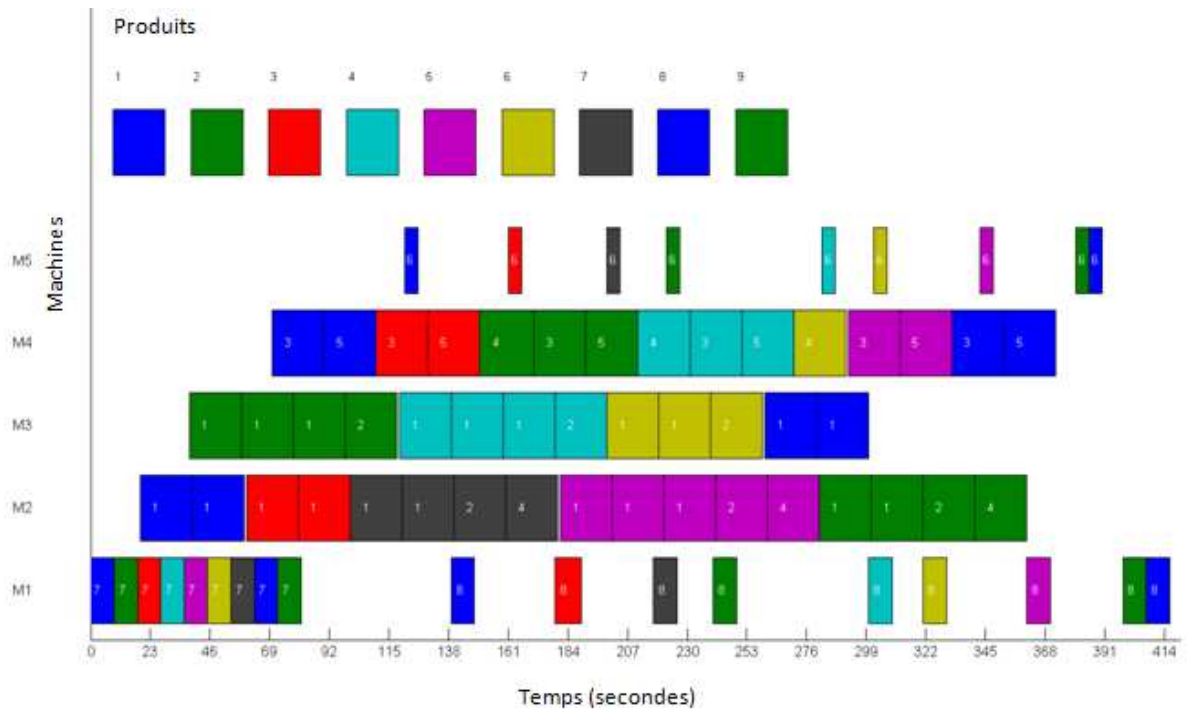 Produits
1 2 3 4 5 6 7 8 9
Machines
M5 6 6 6 6 6 6 6 6 6
M4 3 5 3 5 4 3 5 4 3 5 4 3 5 3 5
M3 1 1 1 2 1 1 1 2 1 1 2 1 1
M2 1 1 1 1 1 1 2 4 1 1 1 2 4 1 1 2 4
M1 7 7 7 7 7 7 7 7 7 8 8 8 8 8 8 8 8 8
0 23 46 69 92 115 138 161 184 207 230 253 276 299 322 345 368 391 414
Temps (secondes)